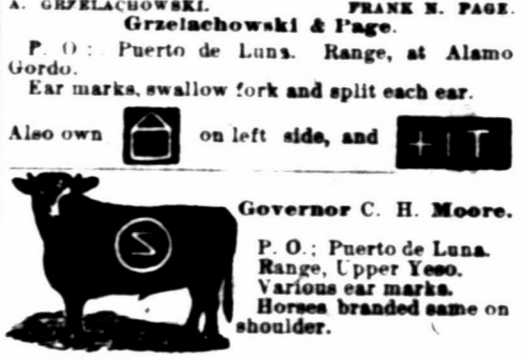 A. GRZELACHOWSKI. FRANK N. PAGE.
Grzelachowski & Page.
P. O: Puerto de Luna. Range, at Alamo
Gordo.
Ear marks, swallow fork and split each ear.
Also own on left side, and + | T
S
Governor C. H. Moore.
P. O.; Puerto de Luna.
Range, Upper Yeso.
Various ear marks.
Horses branded same on
shoulder.